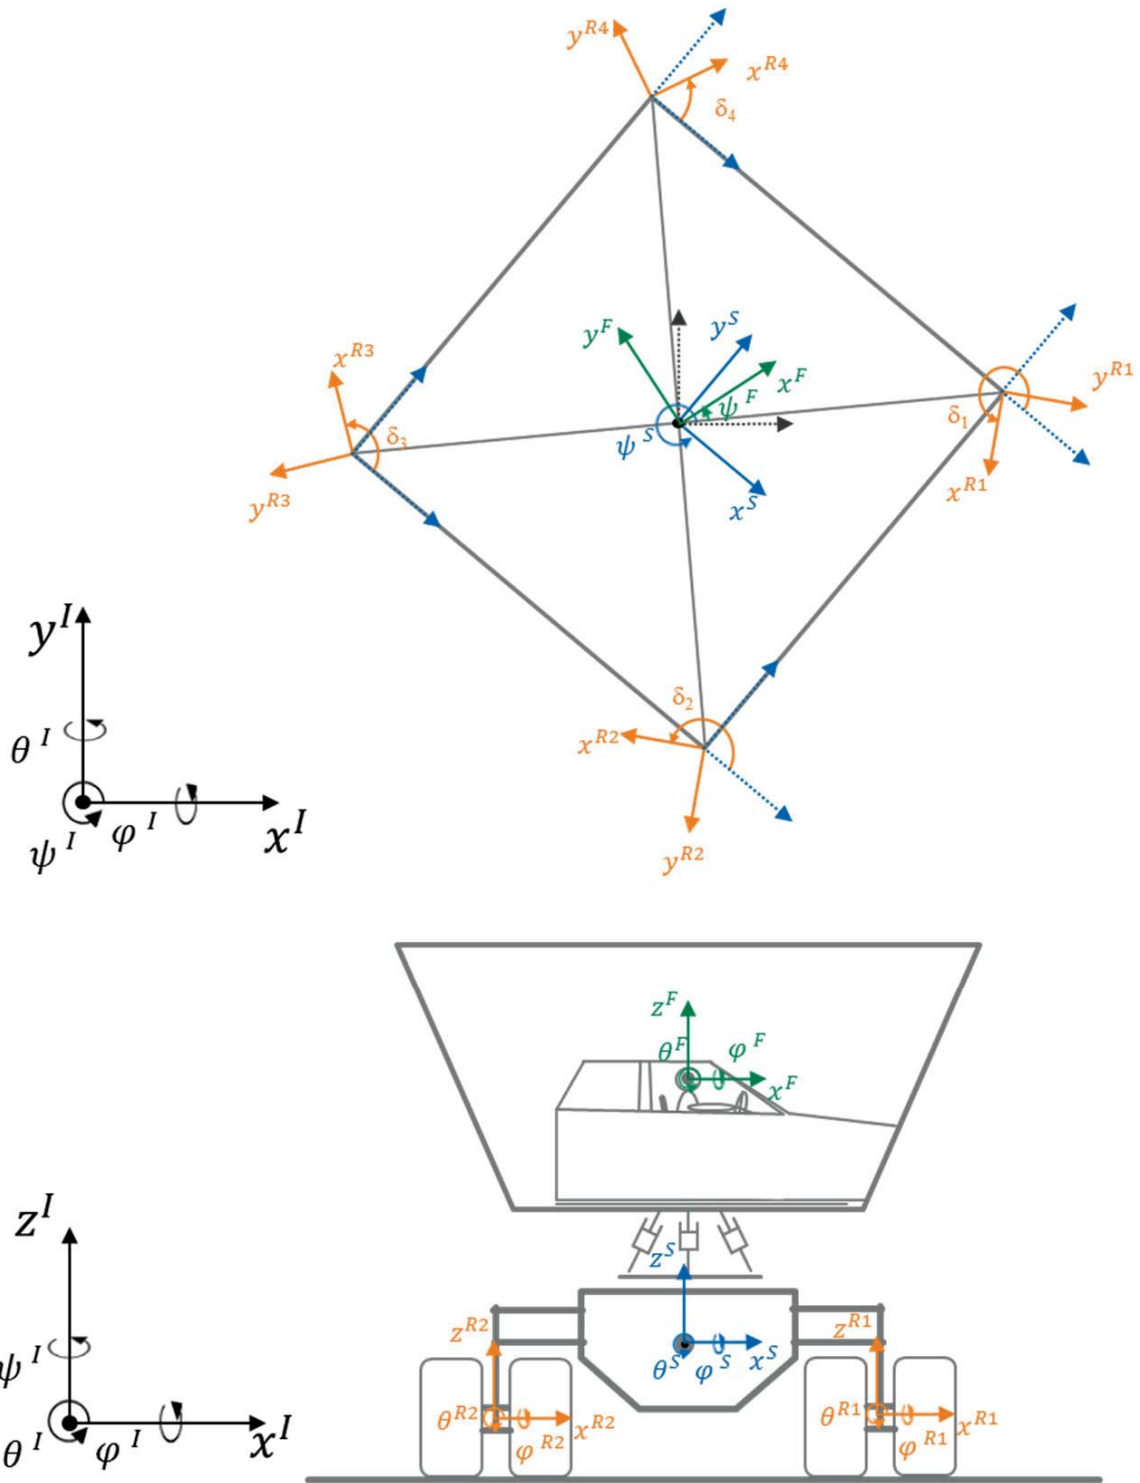 y^{R4}
x^{R4}
δ₄
y^F
y^S
x^F
ψ^F
ψ^S
x^S
x^{R3}
δ₃
y^{R3}
y^{R1}
δ₁
x^{R1}
δ₂
x^{R2}
y^{R2}
y^I
θ^I
ψ^I
φ^I
x^I
z^F
θ^F
φ^F
x^F
z^I
ψ^I
θ^I
φ^I
x^I
z^S
z^{R2}
z^{R1}
θ^S
φ^S
x^S
θ^{R2}
x^{R2}
φ^{R2}
θ^{R1}
x^{R1}
φ^{R1}